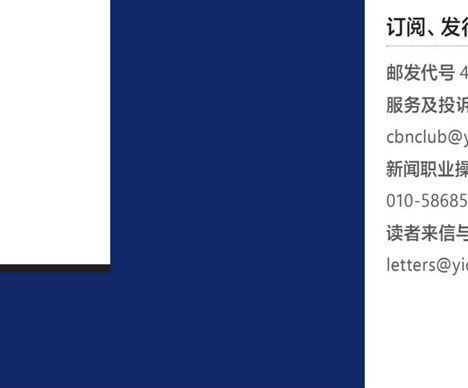 订阅、发行
邮发代号 4
服务及投诉
cbnclub@y
新闻职业操
010-58685
读者来信与
letters@yic